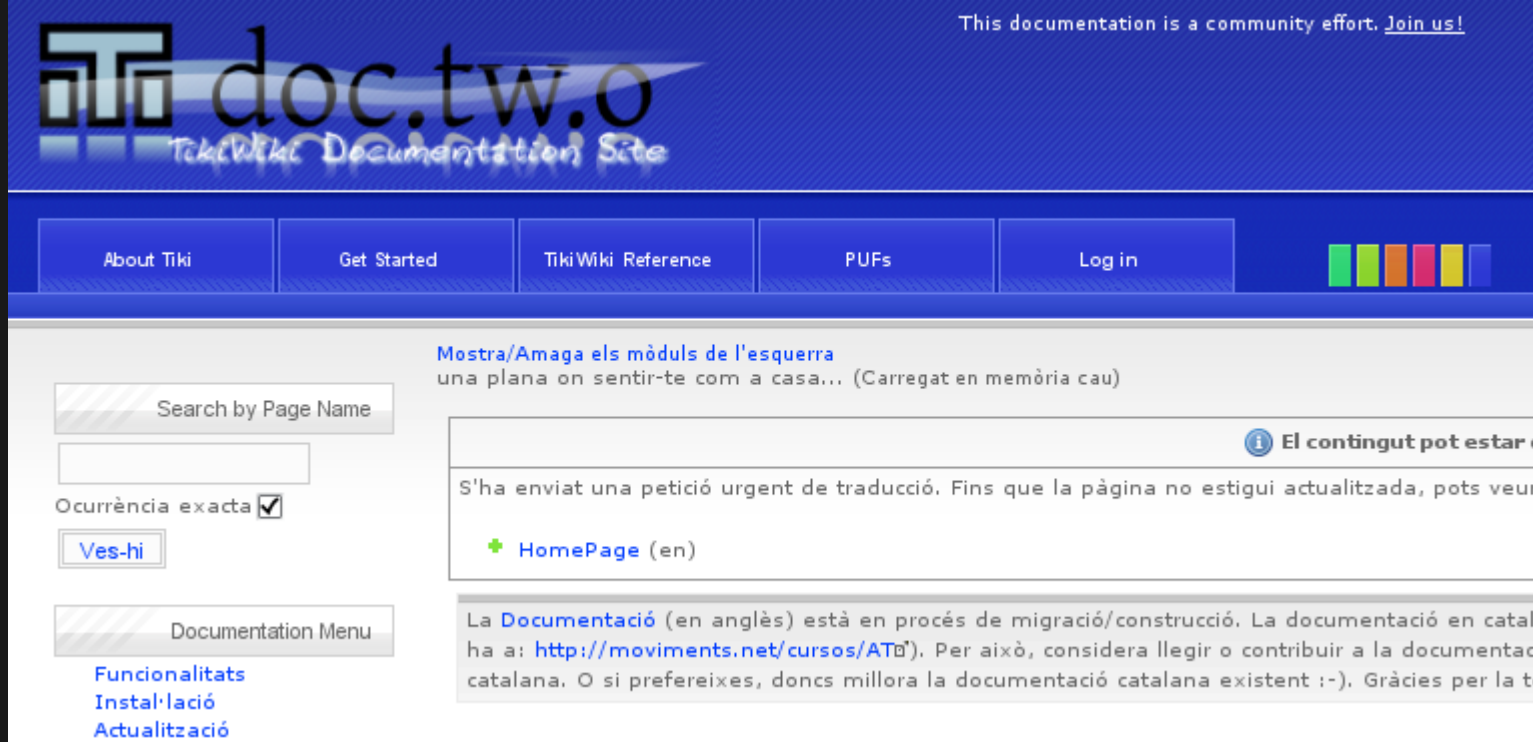 This documentation is a community effort. Join us!
doc.tw.o
TikiWiki Documentation Site
About Tiki
Get Started
TikiWiki Reference
PUFs
Log in
Mostra/Amaga els mòduls de l'esquerra
una plana on sentir-te com a casa... (Carregat en memòria cau)
Search by Page Name
Ocurrència exacta
Ves-hi
El contingut pot estar
S'ha enviat una petició urgent de traducció. Fins que la pàgina no estigui actualitzada, pots
HomePage (en)
La Documentació (en anglès) està en procés de migració/construcció. La documentació en
ha a: http://moviments.net/cursos/AT). Per això, considera llegir o contribuir a la
catalana. O si prefereixes, doncs millora la documentació catalana existent :-). Gràcies per la
Documentation Menu
Funcionalitats
Instal·lació
Actualització